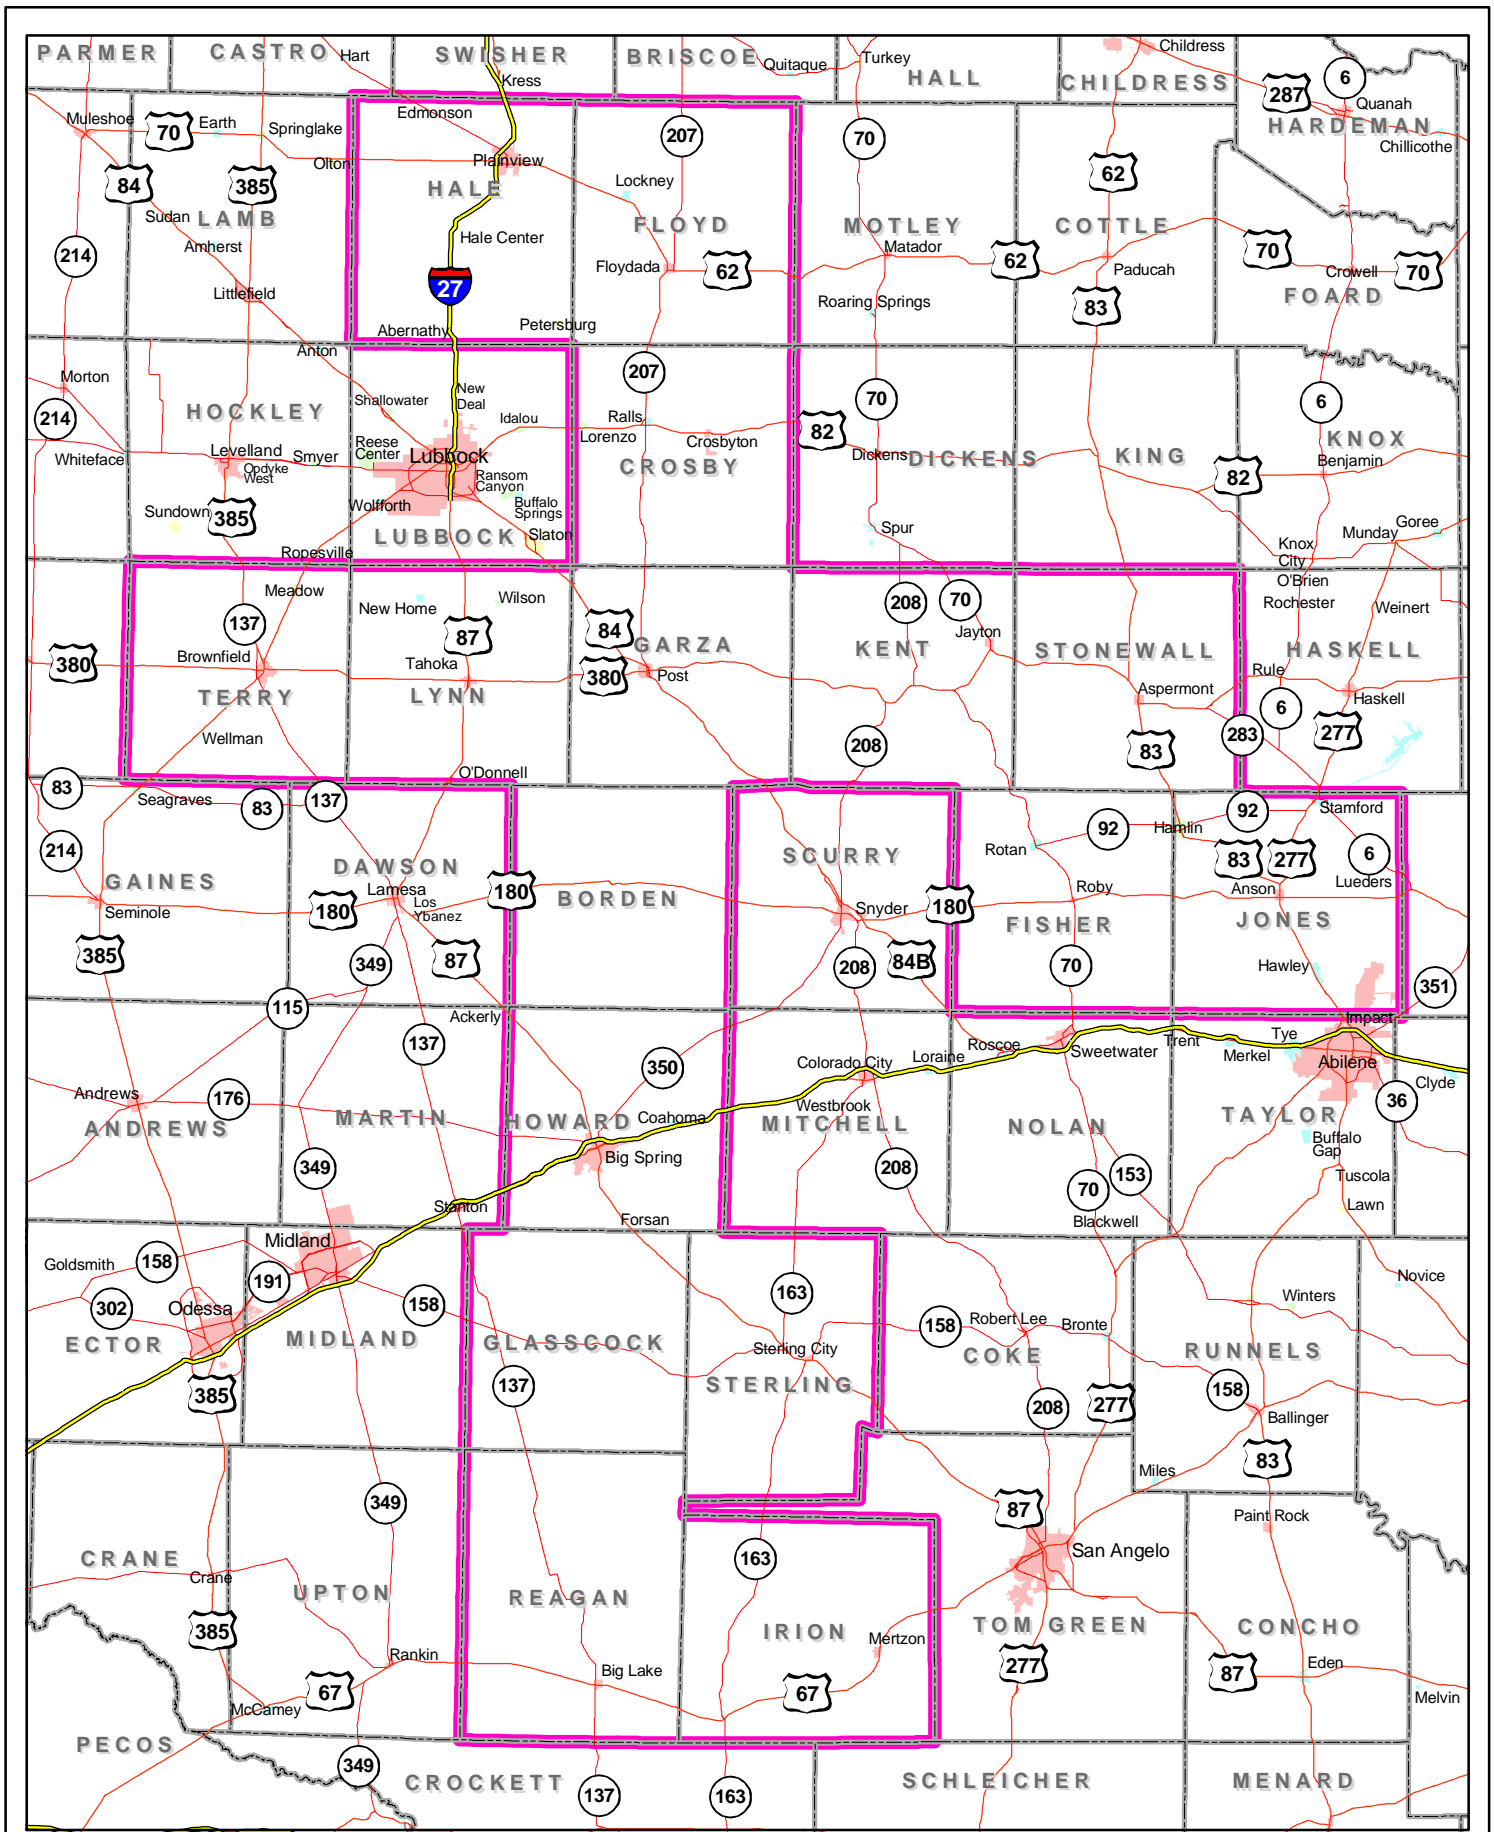 PARMER
CASTRO
Hart
SWISHER
Kress
BRISCOE
Quitaque
Turkey
HALL
Childress
CHILDRESS
287
6
Quanah
HARDEMAN
Chillicothe
Muleshoe
70
Earth
Springlake
Edmonson
Olton
Plainview
207
70
84
385
HALE
Lockney
62
Sudan
LAMB
FLOYD
MOTLEY
COTTLE
214
Amherst
Hale Center
Matador
Floydada
62
62
Paducah
70
Crowell
70
Littlefield
27
Roaring Springs
83
FOARD
Abernathy
Petersburg
Anton
Morton
207
214
HOCKLEY
Shallowater
New
Deal
Idalou
Ralls
Lorenzo
70
6
82
KNOX
Whiteface
Levelland
Opdyke
West
Smyer
Reese
Center
Lubbock
Crosbyton
CROSBY
Dickens
DICKENS
KING
82
Benjamin
Ransom
Canyon
Wolfforth
Buffalo
Springs
Sundown
385
LUBBOCK
Slaton
Spur
Munday
Goree
Ropesville
Knox
City
O'Brien
Rochester
Weinert
Meadow
New Home
Wilson
137
87
84
208
70
Jayton
380
Brownfield
Tahoka
380
GARZA
Post
KENT
STONEWALL
HASKELL
TERRY
LYNN
Rule
Aspermont
6
Haskell
Wellman
208
83
283
277
O'Donnell
83
Seagraves
83
137
92
Stamford
214
Rotan
92
Hamlin
DAWSON
SCURRY
83
277
6
GAINES
Lamesa
Los
Ybanez
180
BORDEN
Lueders
Seminole
180
Snyder
180
Roby
Anson
FISHER
JONES
385
349
87
208
84B
70
Hawley
351
115
Ackerly
137
Impact
350
Colorado City
Loraine
Roscoe
Sweetwater
Trent
Tye
Merkel
Abilene
Clyde
Andrews
176
36
ANDREWS
MARTIN
HOWARD
Coahoma
Westbrook
MITCHELL
NOLAN
TAYLOR
Big Spring
Buffalo
Gap
349
208
70
153
Tuscola
Stanton
Forsan
Blackwell
Lawn
Goldsmith
158
Midland
191
302
Odessa
158
163
Novice
Winters
ECTOR
MIDLAND
GLASSCOCK
Sterling City
158
Robert Lee
Bronte
COKE
RUNNELS
385
137
STERLING
208
277
158
Ballinger
83
349
87
Miles
Paint Rock
163
San Angelo
CRANE
Crane
UPTON
REAGAN
385
IRION
Mertzon
TOM GREEN
CONCHO
Rankin
Big Lake
277
87
Eden
67
67
Melvin
McCamey
PECOS
349
CROCKETT
137
163
SCHLEICHER
MENARD